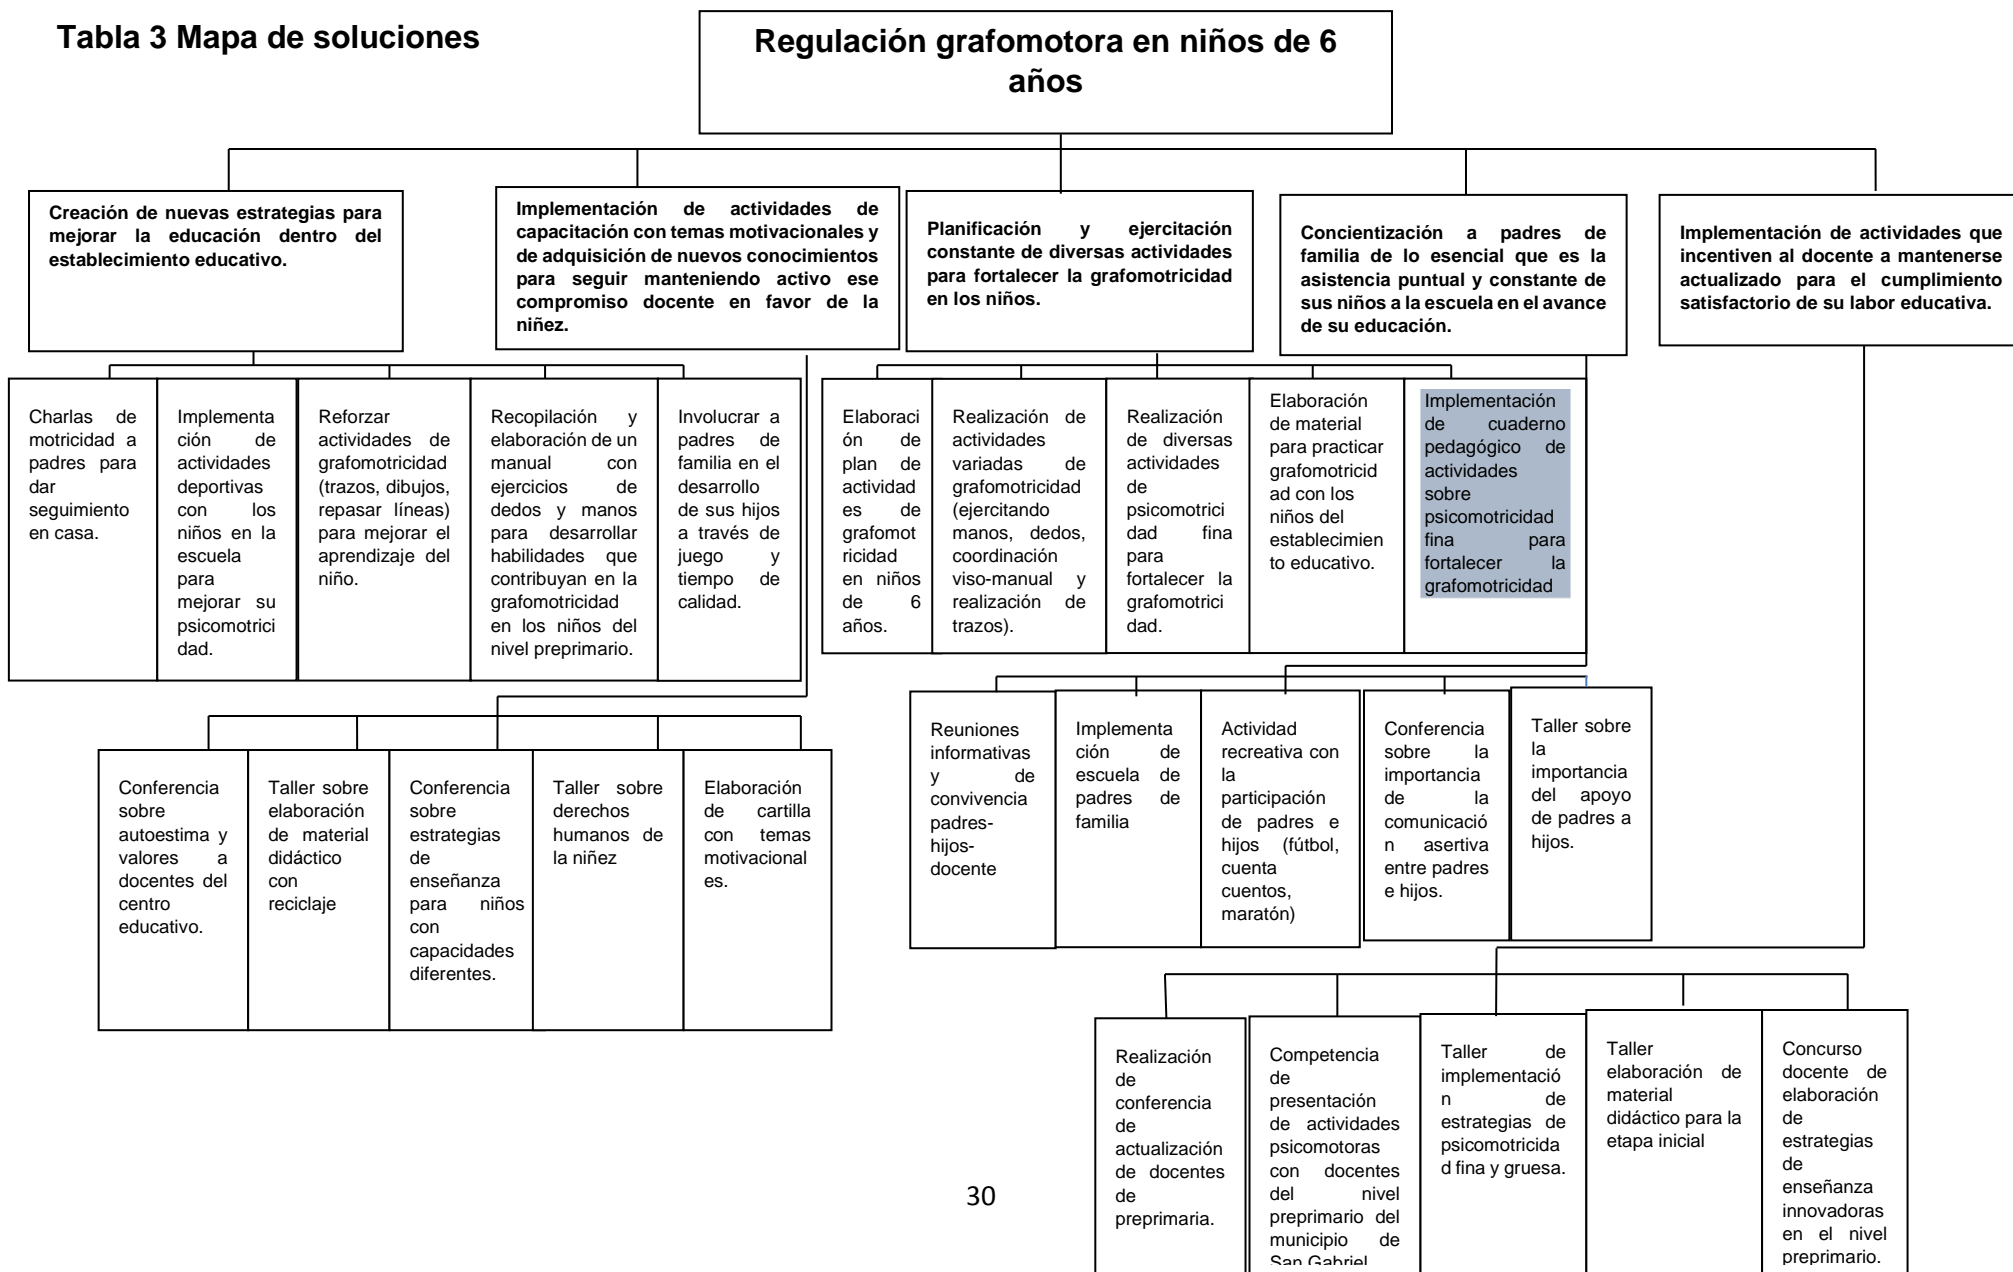 Tabla 3 Mapa de soluciones
Regulación grafomotora en niños de 6
años
Creación de nuevas estrategias para
mejorar la educación dentro del
establecimiento educativo.
Implementación de actividades de
capacitación con temas motivacionales y
de adquisición de nuevos conocimientos
para seguir manteniendo activo ese
compromiso docente en favor de la
niñez.
Planificación y ejercitación
constante de diversas actividades
para fortalecer la grafomotricidad
en los niños.
Concientización a padres de
familia de lo esencial que es la
asistencia puntual y constante de
sus niños a la escuela en el avance
de su educación.
Implementación de actividades que
incentiven al docente a mantenerse
actualizado para el cumplimiento
satisfactorio de su labor educativa.
Charlas de
motricidad a
padres para
dar
seguimiento
en casa.
Implementa
ción de
actividades
deportivas
con los
niños en la
escuela
para
mejorar su
psicomotrici
dad.
Reforzar
actividades de
grafomotricidad
(trazos, dibujos,
repasar líneas)
para mejorar el
aprendizaje del
niño.
Recopilación y
elaboración de un
manual con
ejercicios de
dedos y manos
para desarrollar
habilidades que
contribuyan en la
grafomotricidad
en los niños del
nivel preprimario.
Involucrar a
padres de
familia en el
desarrollo
de sus hijos
a través de
juego y
tiempo de
calidad.
Elaboraci
ón de
plan de
actividad
es de
grafomot
ricidad
en niños
de 6
años.
Realización de
actividades
variadas de
grafomotricidad
(ejercitando
manos, dedos,
coordinación
viso-manual y
realización de
trazos).
Realización
de diversas
actividades
de
psicomotrici
dad fina
para
fortalecer la
grafomotrici
dad.
Elaboración
de material
para practicar
grafomotricid
ad con los
niños del
establecimien
to educativo.
Implementación
de cuaderno
pedagógico de
actividades
sobre
psicomotricidad
fina para
fortalecer la
grafomotricidad
Conferencia
sobre
autoestima y
valores a
docentes del
centro
educativo.
Taller sobre
elaboración
de material
didáctico
con
reciclaje
Conferencia
sobre
estrategias
de
enseñanza
para niños
con
capacidades
diferentes.
Taller sobre
derechos
humanos de
la niñez
Elaboración
de cartilla
con temas
motivacional
es.
Reuniones
informativas
y de
convivencia
padres-
hijos-
docente
Implementa
ción de
escuela de
padres de
familia
Actividad
recreativa con
la
participación
de padres e
hijos (fútbol,
cuenta
cuentos,
maratón)
Conferencia
sobre la
importancia
de la
comunicació
n asertiva
entre padres
e hijos.
Taller sobre
la
importancia
del apoyo
de padres a
hijos.
Realización
de
conferencia
de
actualización
de docentes
de
preprimaria.
Competencia
de
presentación
de actividades
psicomotoras
con docentes
del nivel
preprimario del
municipio de
San Gabriel
Taller de
implementació
n de
estrategias de
psicomotricida
d fina y gruesa.
Taller
elaboración de
material
didáctico para la
etapa inicial
Concurso
docente de
elaboración
de
estrategias
de
enseñanza
innovadoras
en el nivel
preprimario.
30